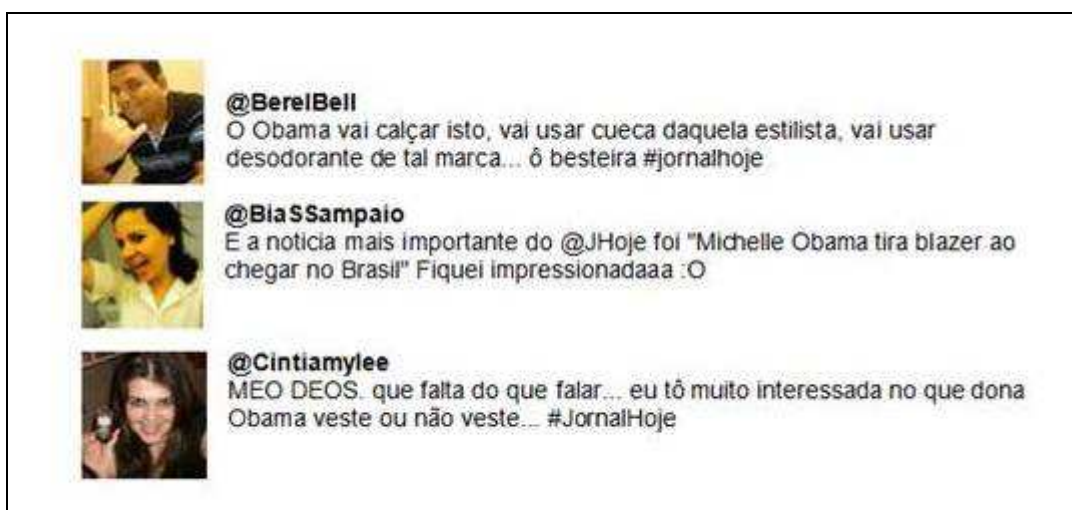 @BerelBell
O Obama vai calçar isto, vai usar cueca daquela estilista, vai usar
desodorante de tal marca... ô besteira #jornalhoje
@BiaSSampaio
E a noticia mais importante do @JHoje foi "Michelle Obama tira blazer ao
chegar no Brasil" Fiquei impressionadaaa :O
@Cintiamylee
MEO DEOS. que falta do que falar... eu tô muito interessada no que dona
Obama veste ou não veste... #JornalHoje